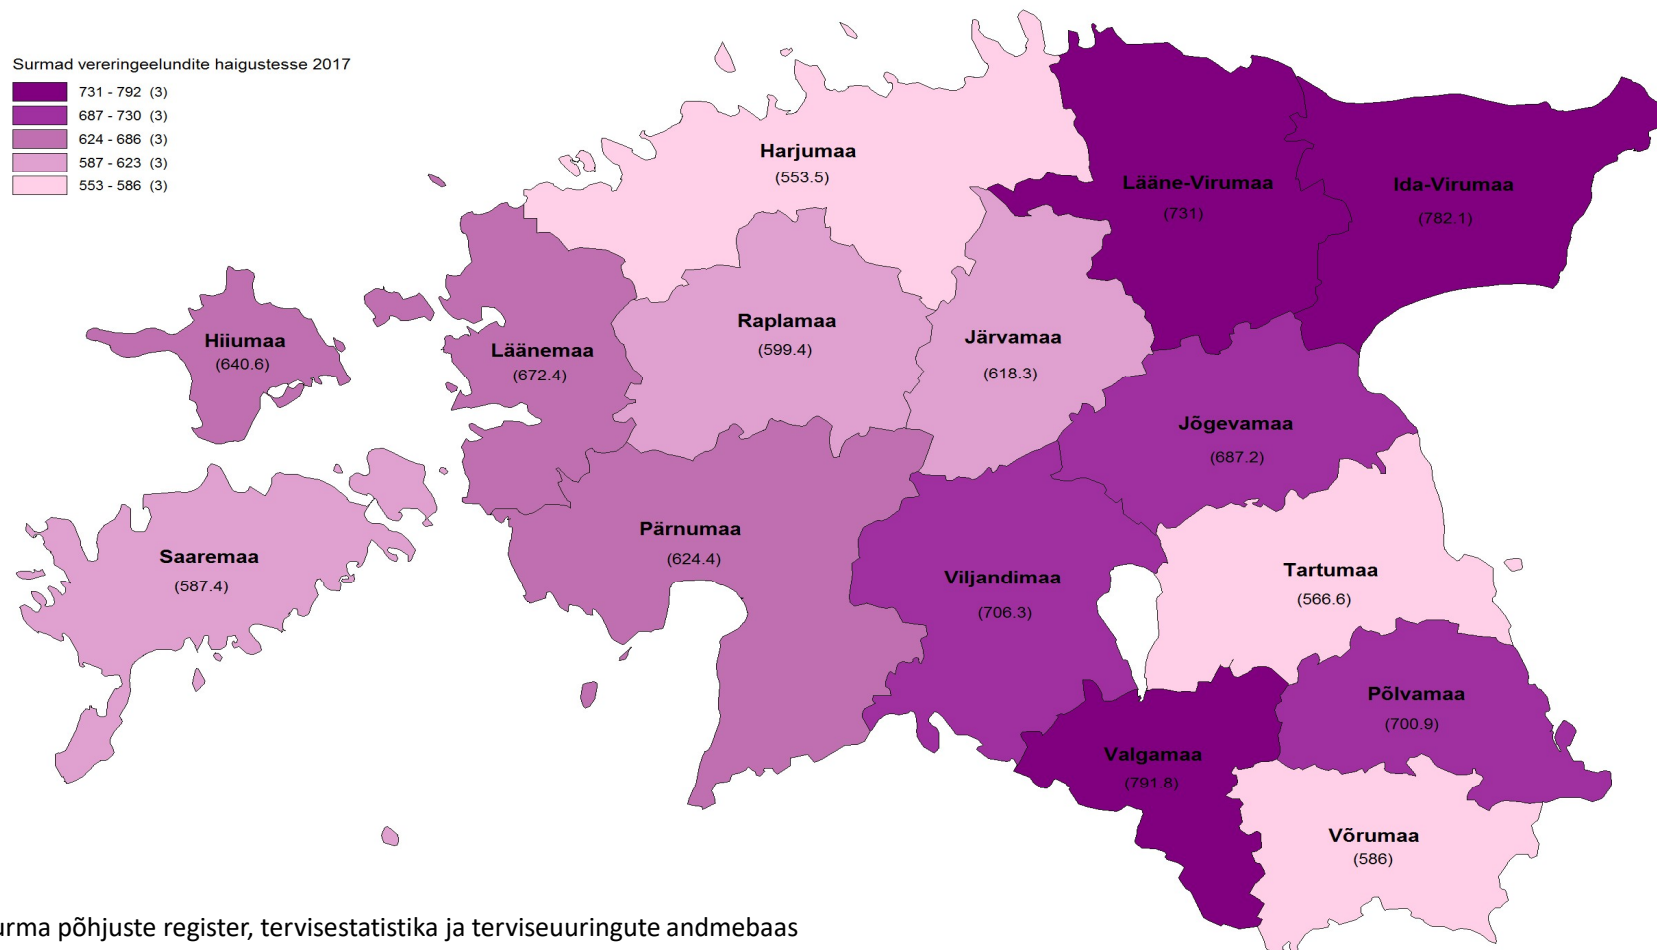 Surmad vereringeelundite haigustesse 2017
731 - 792 (3)
687 - 730 (3)
624 - 686 (3)
587 - 623 (3)
553 - 586 (3)
Harjumaa
(553.5)
Lääne-Virumaa
(731)
Ida-Virumaa
(782.1)
Hiiumaa
(640.6)
Läänemaa
(672.4)
Raplamaa
(599.4)
Järvamaa
(618.3)
Jõgevamaa
(687.2)
Saaremaa
(587.4)
Pärnumaa
(624.4)
Viljandimaa
(706.3)
Tartumaa
(566.6)
Põlvamaa
(700.9)
Valgamaa
(791.8)
Võrumaa
(586)
urma põhjuste register, tervisestatistika ja terviseuuringute andmebaas